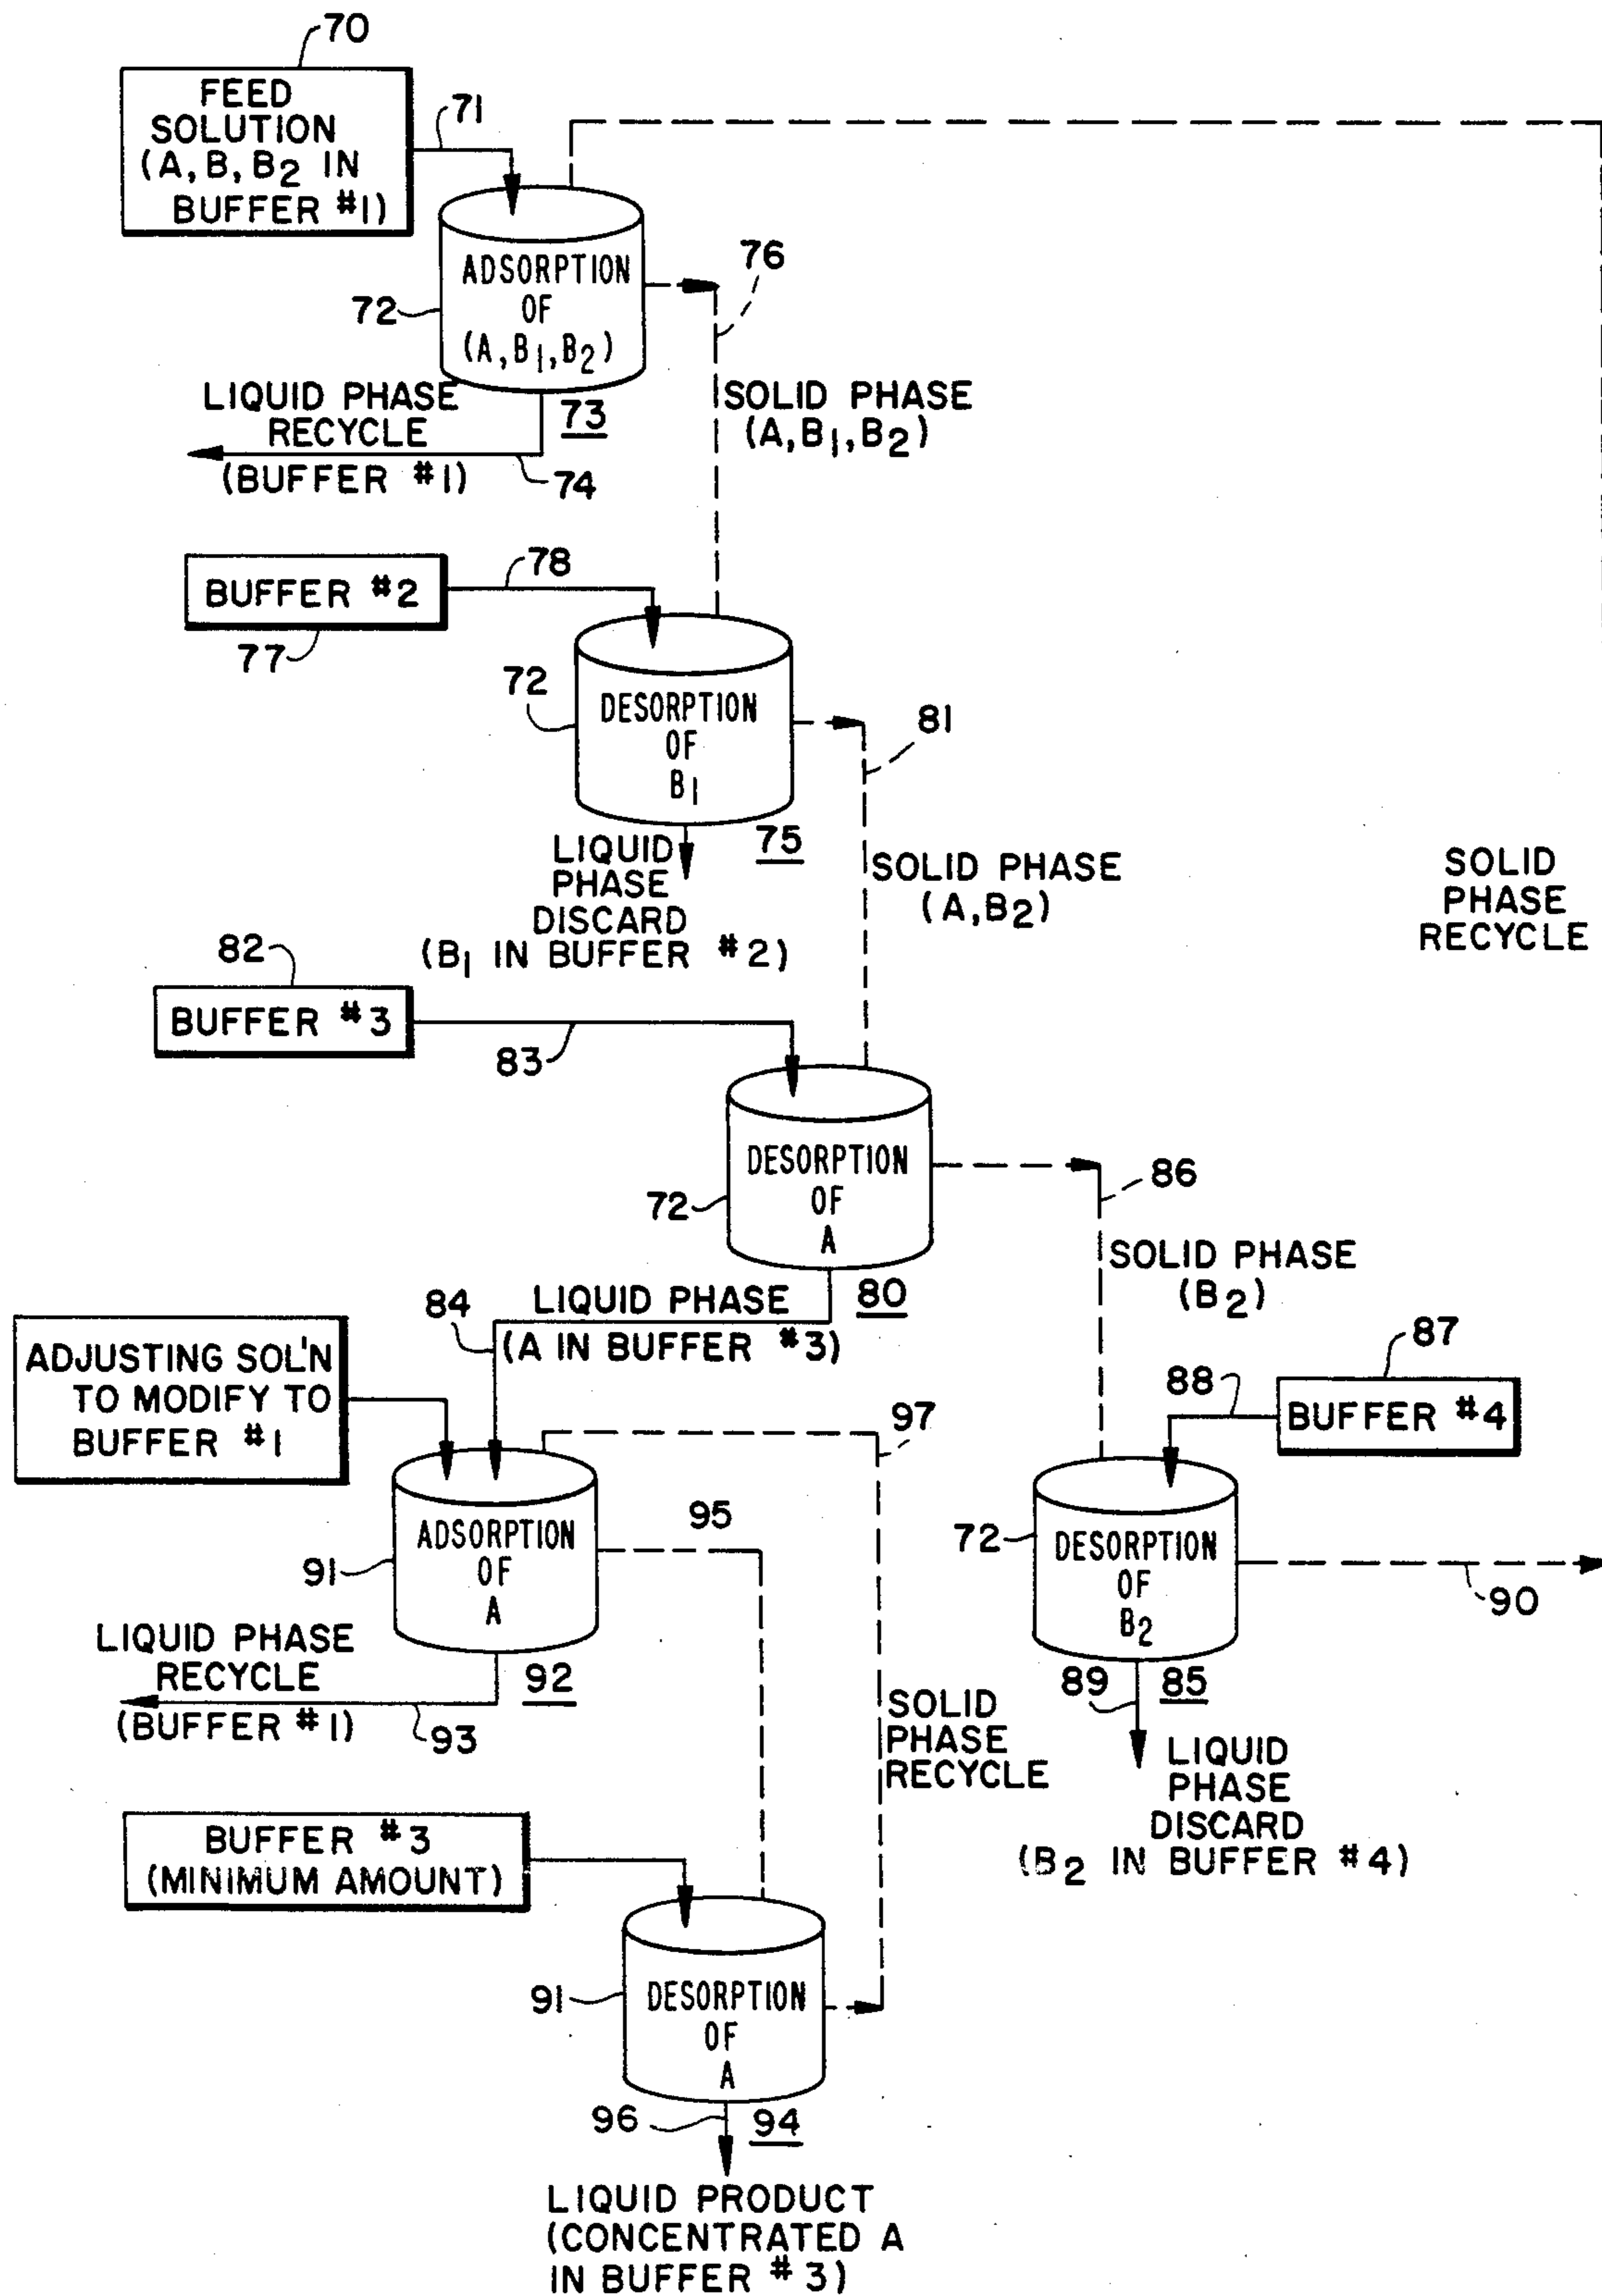 70
FEED
SOLUTION
(A, B, B2 IN
BUFFER #1)
71
72
ADSORPTION
OF
(A, B1, B2)
73
76
SOLID PHASE
(A, B1, B2)
LIQUID PHASE
RECYCLE
(BUFFER #1)
74
BUFFER #2
77
78
72
DESORPTION
OF
B1
75
81
SOLID PHASE
(A, B2)
LIQUID
PHASE
DISCARD
(B1 IN BUFFER #2)
SOLID
PHASE
RECYCLE
82
BUFFER #3
83
72
DESORPTION
OF
A
80
86
SOLID PHASE
(B2)
84
LIQUID PHASE
(A IN BUFFER #3)
ADJUSTING SOL'N
TO MODIFY TO
BUFFER #1
97
87
88
BUFFER #4
91
ADSORPTION
OF
A
92
95
72
DESORPTION
OF
B2
90
89
85
LIQUID PHASE
RECYCLE
(BUFFER #1)
93
SOLID
PHASE
RECYCLE
LIQUID
PHASE
DISCARD
(B2 IN BUFFER #4)
BUFFER #3
(MINIMUM AMOUNT)
91
DESORPTION
OF
A
96
94
LIQUID PRODUCT
(CONCENTRATED A
IN BUFFER #3)